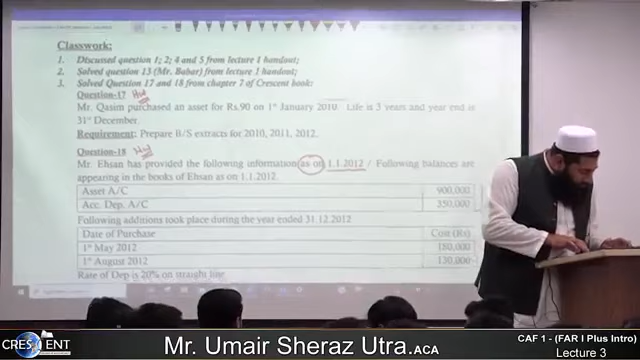 Classwork:
1. Discussed question 1; 2; 4 and 5 from lecture 1 handout;
2. Solved question 13 (Mr. Babar) from lecture 1 handout;
3. Solved Question 17 and 18 from chapter 7 of Crescent book;
Question-17
Mr. Qasim purchased an asset for Rs.90 on 1st January 2010. Life is 3 years and year end is
31st December.
Requirement: Prepare B/S extracts for 2010, 2011, 2012.
Question-18
Mr. Ehsan has provided the following information as on 1.1.2012 / Following balances are
appearing in the books of Ehsan as on 1.1.2012.
Asset A/C 900,000
Acc. Dep. A/C 350,000
Following additions took place during the year ended 31.12.2012
Date of Purchase Cost (Rs)
1st May 2012 180,000
1st August 2012 130,000
Rate of Dep is 20% on straight line
CRESCENT
Mr. Umair Sheraz Utra.ACA
CAF 1 - (FAR I Plus Intro)
Lecture 3